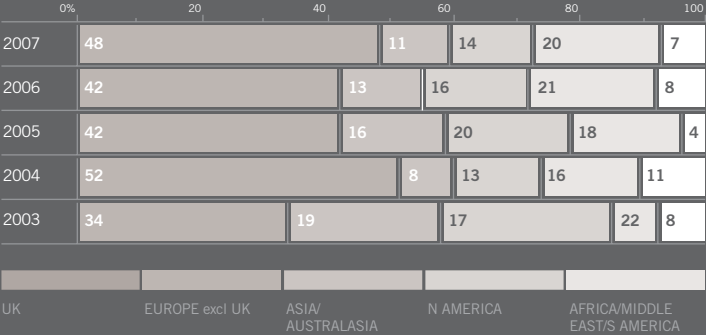 0% 20 40 60 80 100
2007 48 11 14 20 7
2006 42 13 16 21 8
2005 42 16 20 18 4
2004 52 8 13 16 11
2003 34 19 17 22 8
UK EUROPE excl UK ASIA/ N AMERICA AFRICA/MIDDLE
AUSTRALASIA EAST/S AMERICA